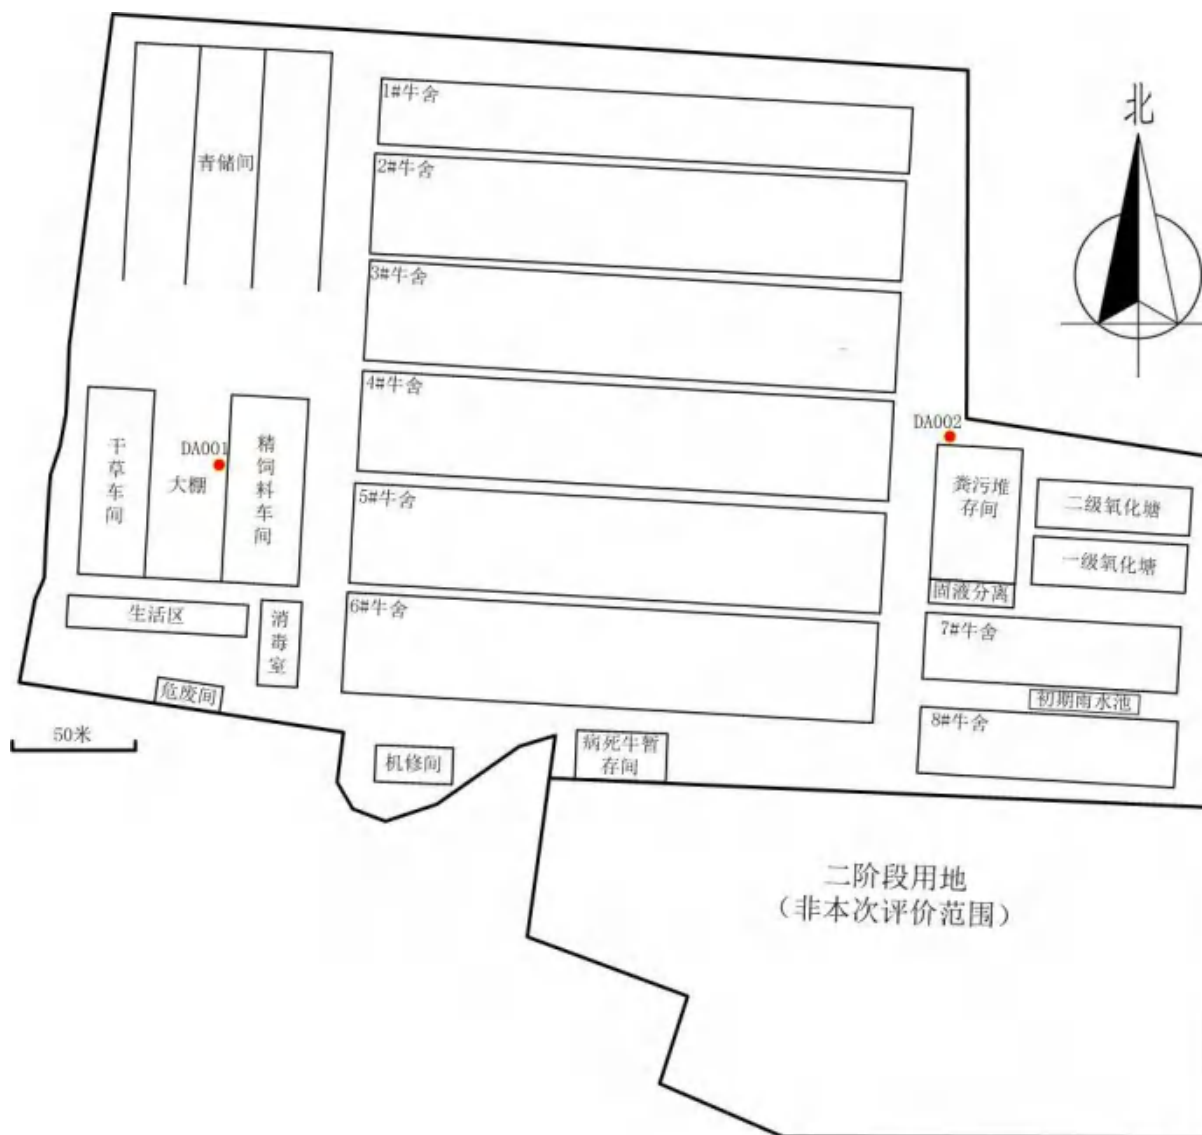 1#牛舍
北
2#牛舍
青储间
3#牛舍
4#牛舍
DA002
干草车间
DA001
大棚
精饲料车间
粪污堆
存间
二级氧化塘
5#牛舍
一级氧化塘
固液分离
6#牛舍
生活区
消毒室
7#牛舍
危废间
初期雨水池
8#牛舍
50米
病死牛暂
存间
机修间
二阶段用地
（非本次评价范围）